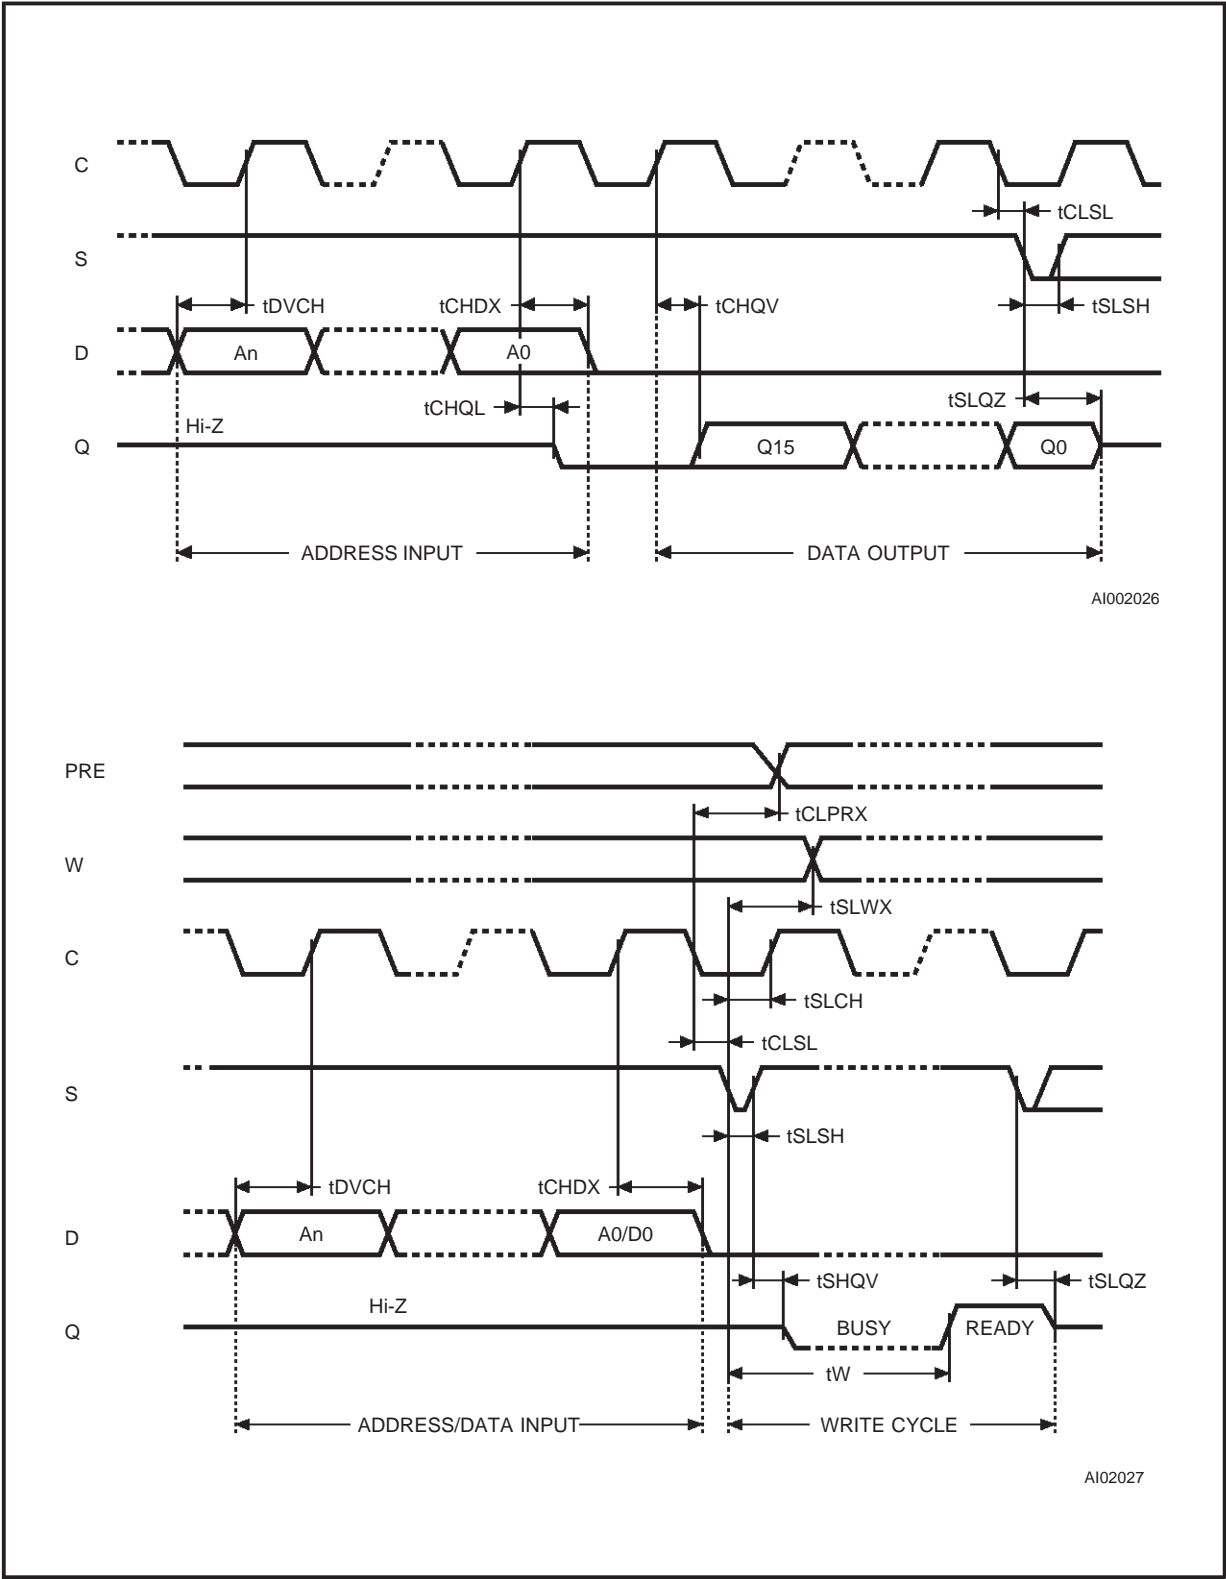 C
tCLSL
S
tDVCH
tCHDX
tCHQV
tSLSH
D
An
A0
tCHQL
tSLQZ
Hi-Z
Q
Q15
Q0
ADDRESS INPUT
DATA OUTPUT
AI002026
PRE
tCLPRX
W
tSLWX
C
tSLCH
tCLSL
S
tSLSH
tDVCH
tCHDX
D
An
A0/D0
tSHQV
tSLQZ
Hi-Z
Q
BUSY
READY
tW
ADDRESS/DATA INPUT
WRITE CYCLE
AI02027